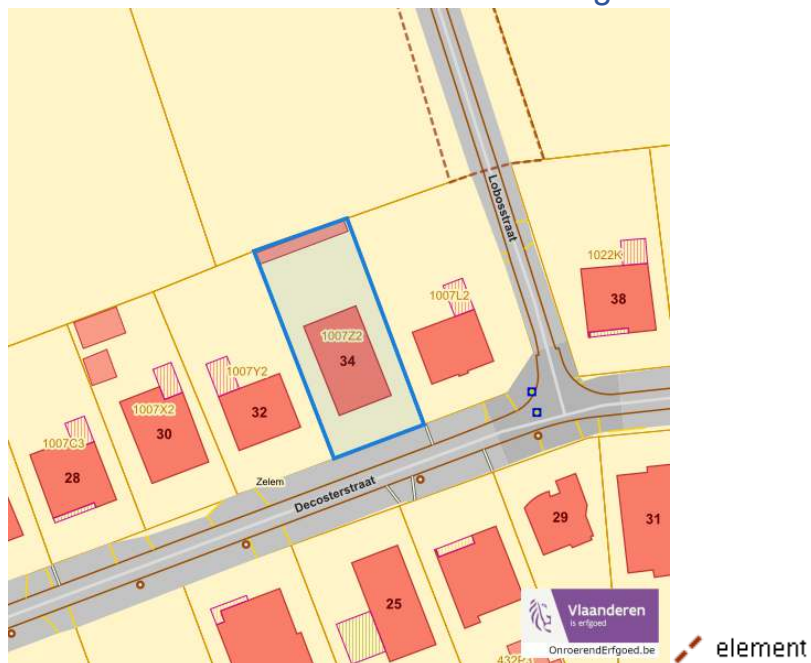 Lobosstraat
1022K
38
1007L2
1007Z2
34
1007Y2
32
1007X2
30
1007C3
28
Zelem
Decosterstraat
29
31
25
Vlaanderen
is erfgoed
OnroerendErfgoed.be
element